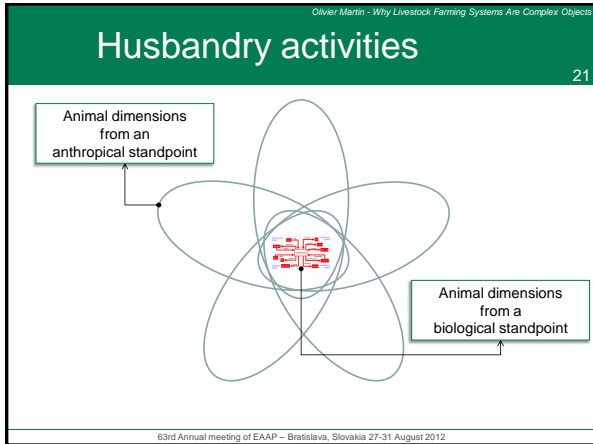 Olivier Martin - Why Livestock Farming Systems Are Complex Objects
Husbandry activities
21
Animal dimensions
from an
anthropical standpoint
Animal dimensions
from a
biological standpoint
63rd Annual meeting of EAAP – Bratislava, Slovakia 27-31 August 2012